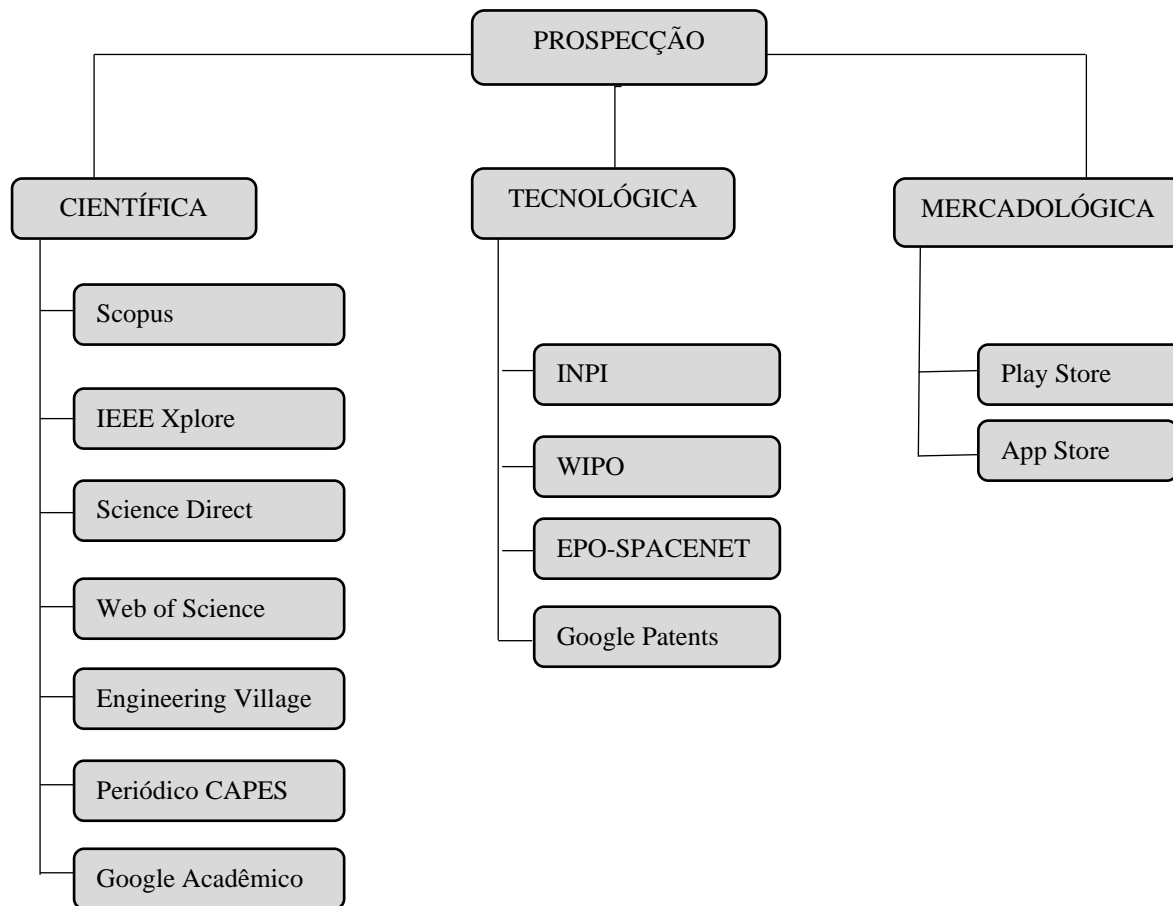 PROSPECÇÃO
CIENTÍFICA
Scopus
IEEE Xplore
Science Direct
Web of Science
Engineering Village
Periódico CAPES
Google Acadêmico
TECNOLÓGICA
INPI
WIPO
EPO-SPACENET
Google Patents
MERCADOLÓGICA
Play Store
App Store